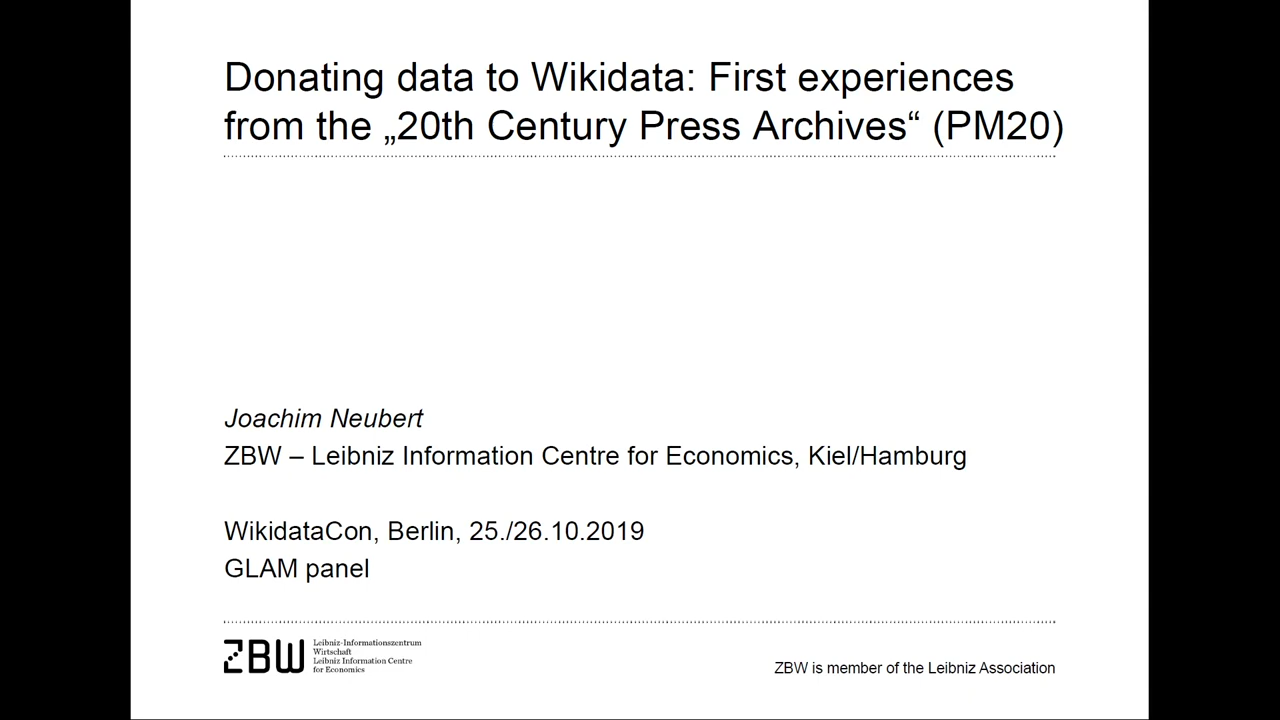 Donating data to Wikidata: First experiences
from the „20th Century Press Archives“ (PM20)
Joachim Neubert
ZBW – Leibniz Information Centre for Economics, Kiel/Hamburg
WikidataCon, Berlin, 25./26.10.2019
GLAM panel
ZBW
Leibniz-Informationszentrum
Wirtschaft
Leibniz Information Centre
for Economics
ZBW is member of the Leibniz Association